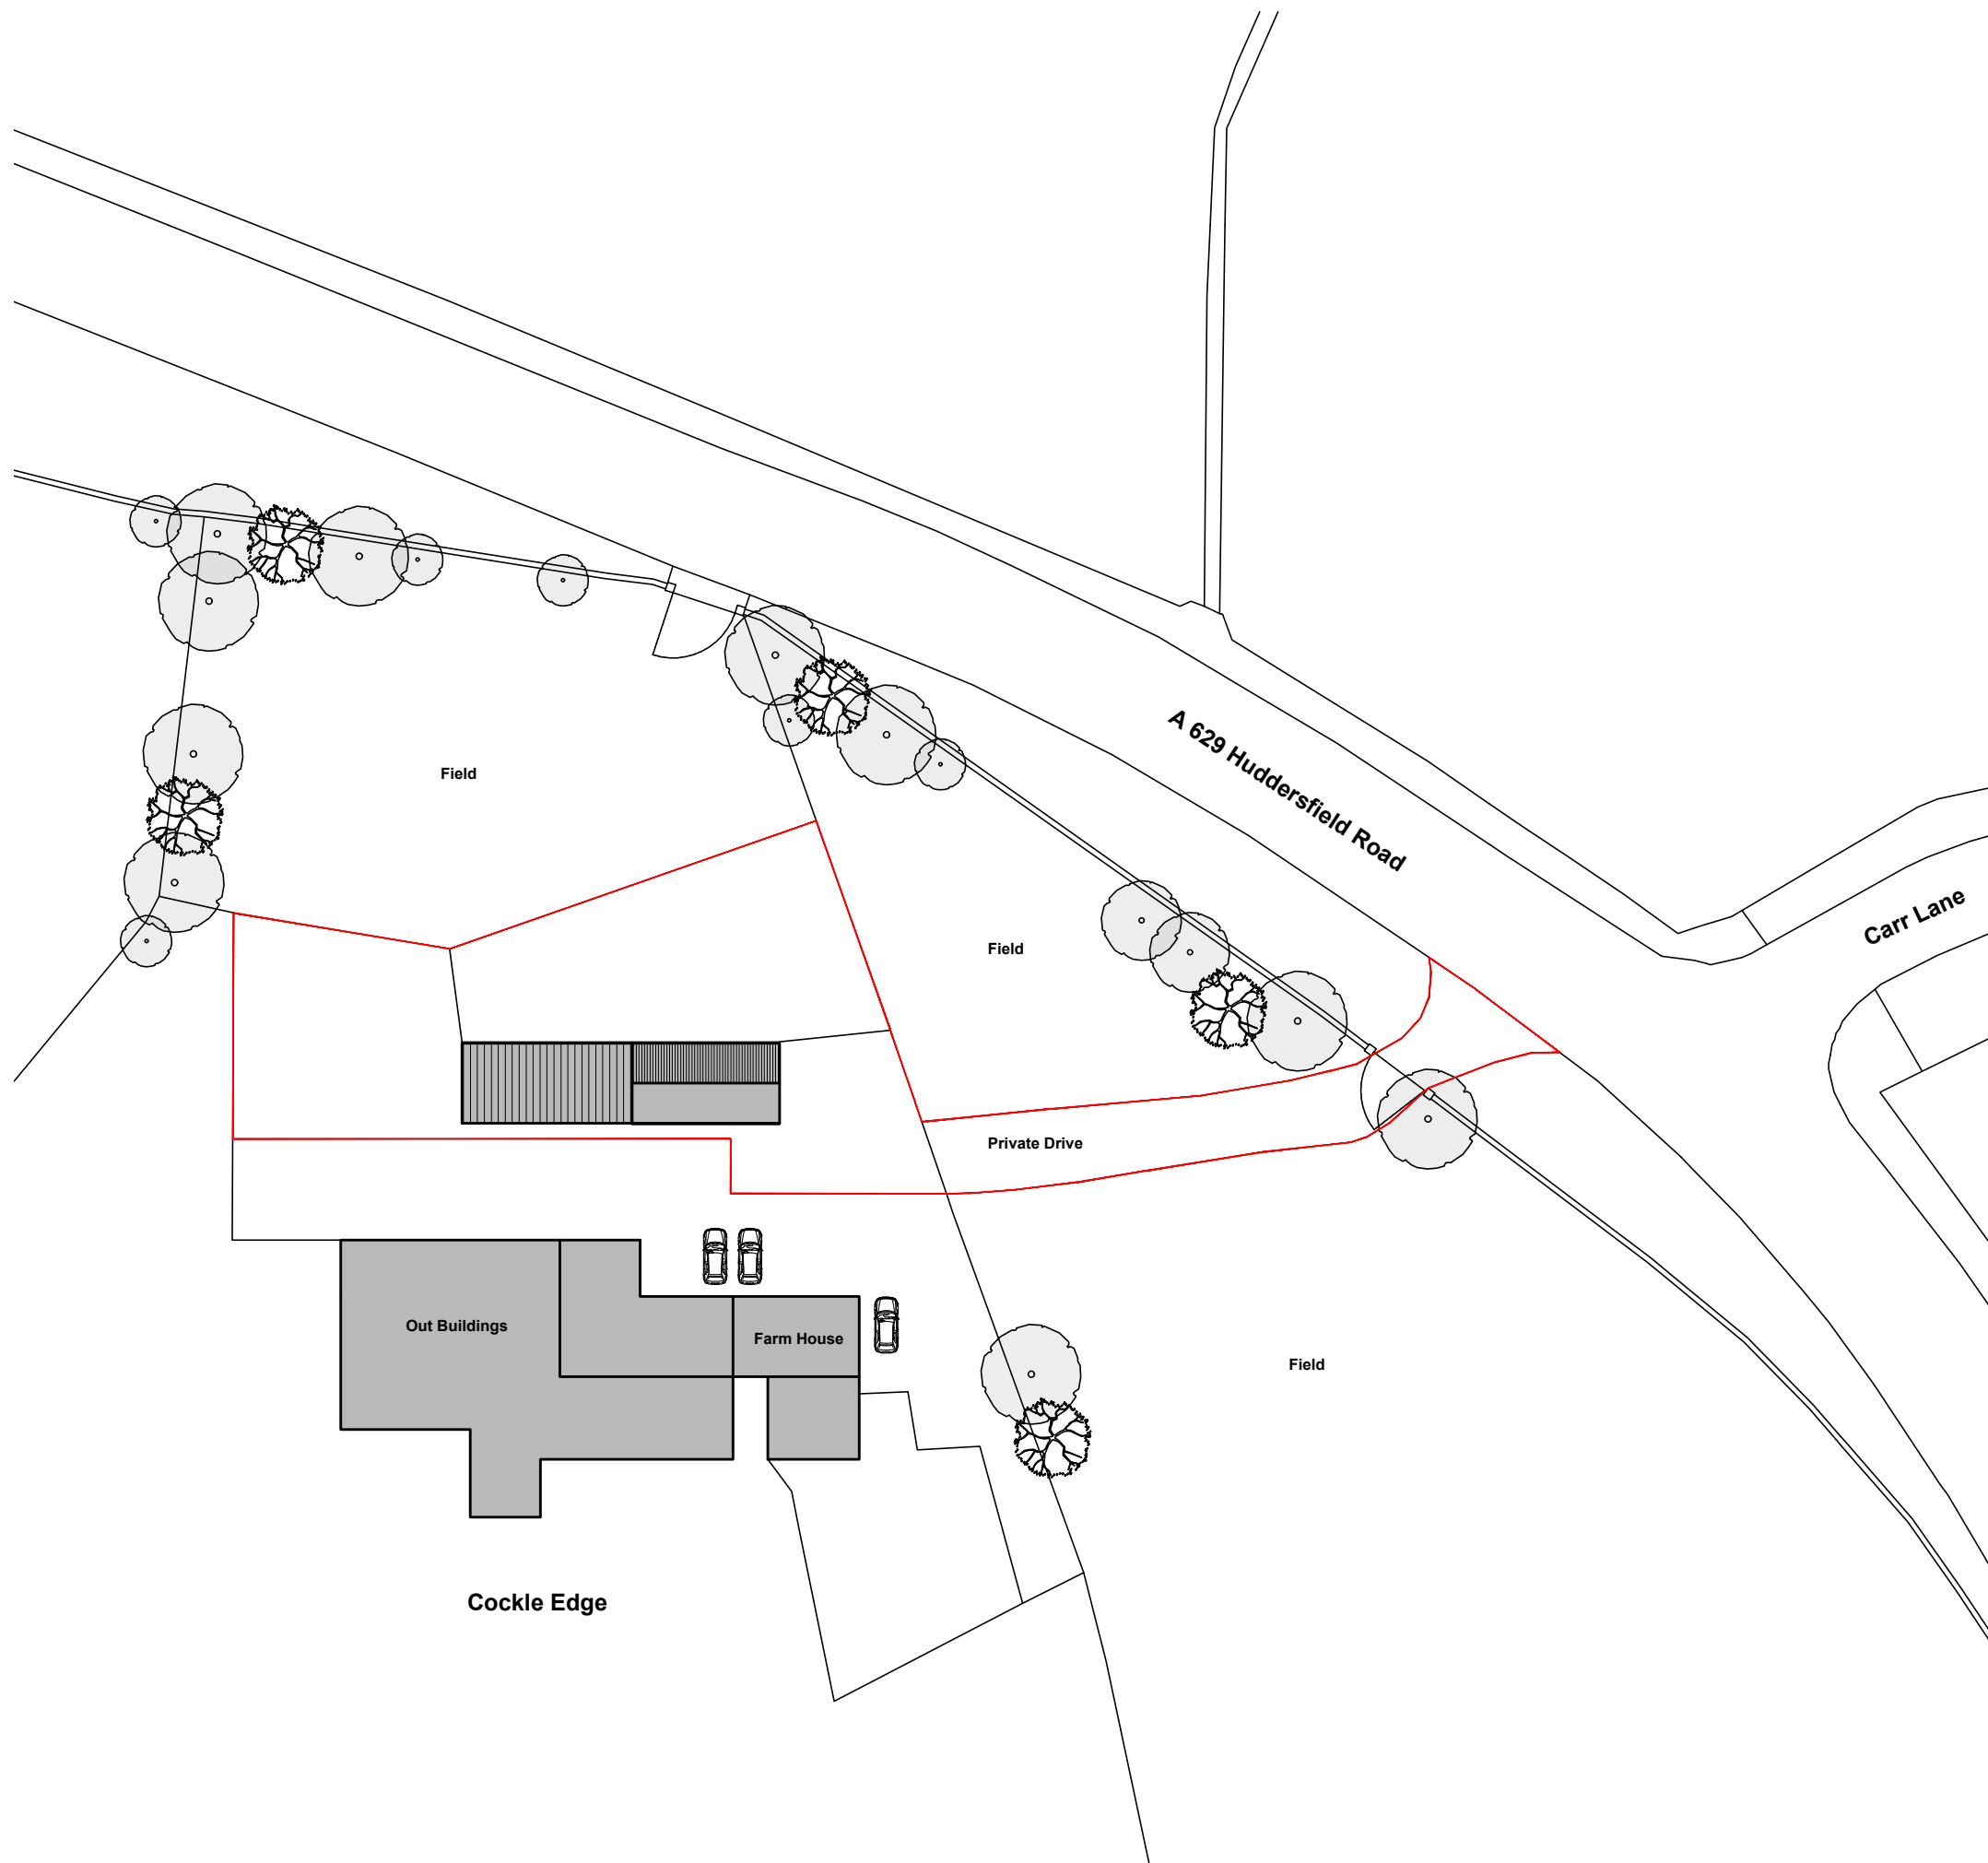 A 629 Huddersfield Road
Field
Carr Lane
Field
Private Drive
Out Buildings
Farm House
Field
Cockle Edge